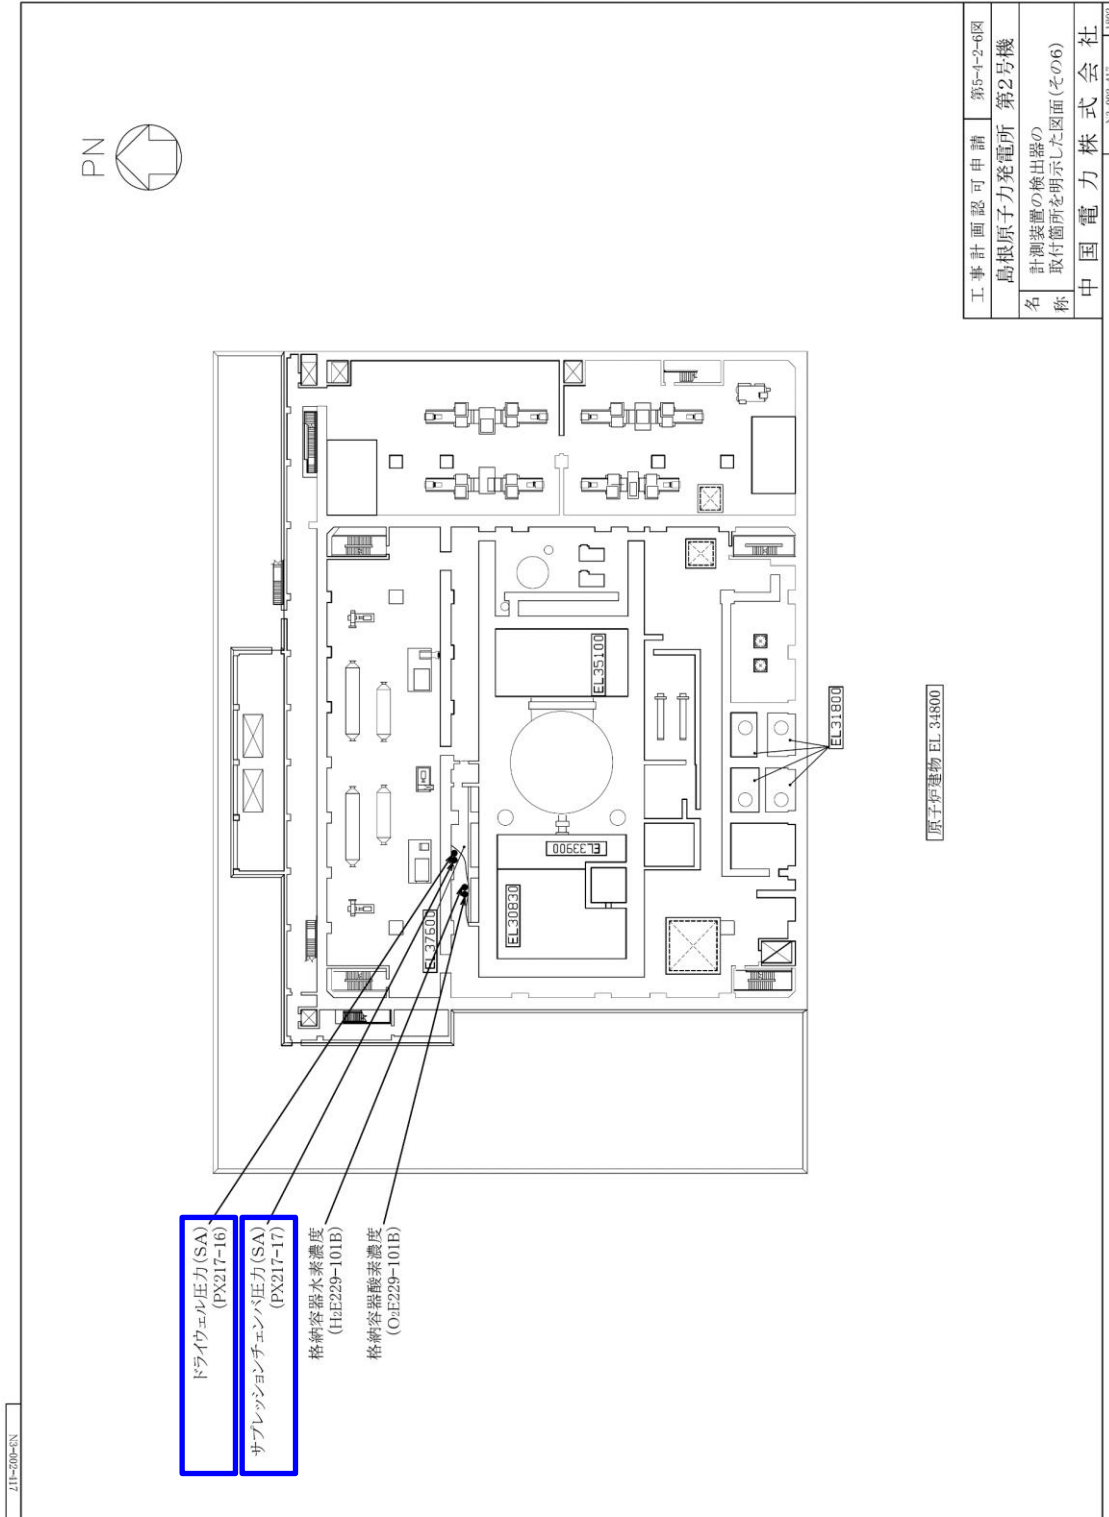 PN
工事計画認可申請 第5-4-2-6図
島根原子力発電所 第2号機
名称
計測装置の検出器の
取付箇所を明示した図面(その6)
中国電力株式会社
ドライウェル圧力(SA)
(PX217-16)
サプレッションチェンバ圧力(SA)
(PX217-17)
格納容器水素濃度
(H2E229-101B)
格納容器酸素濃度
(O2E229-101B)
EL37600
EL30830
EL33900
EL35100
EL31800
原子炉建物 EL 34800
N3-002-117